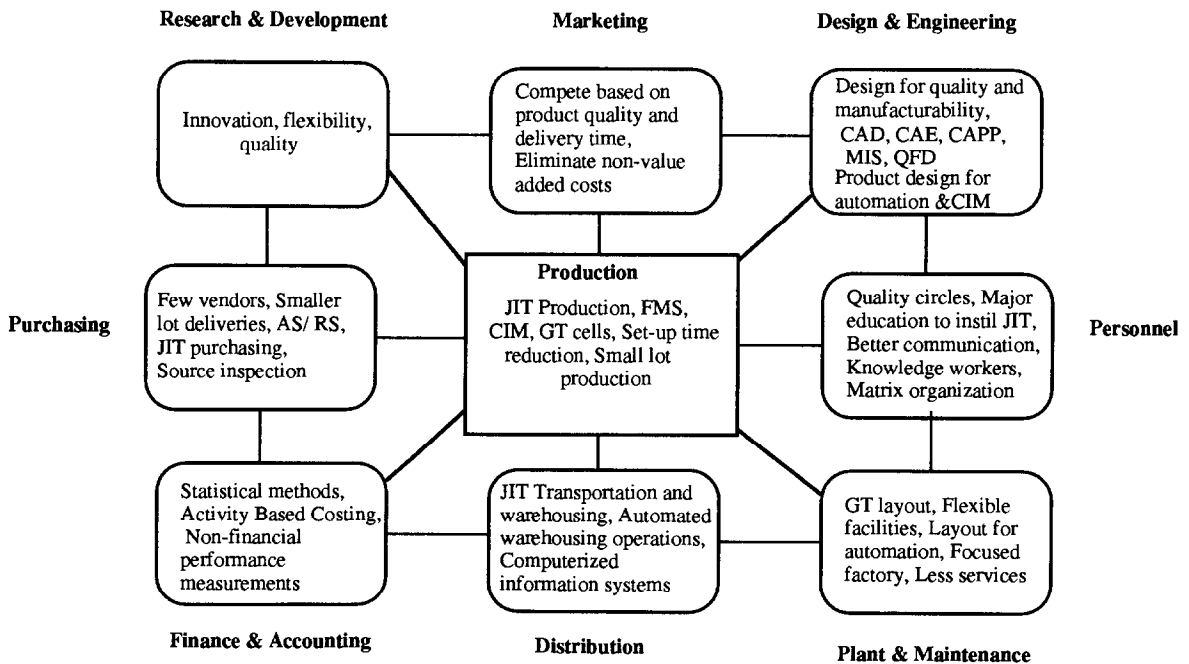 Research & Development
Marketing
Design & Engineering
Innovation, flexibility,
quality
Compete based on
product quality and
delivery time,
Eliminate non-value
added costs
Design for quality and
manufacturability,
CAD, CAE, CAPP,
MIS, QFD
Product design for
automation &CIM
Purchasing
Few vendors, Smaller
lot deliveries, AS/ RS,
JIT purchasing,
Source inspection
Production
JIT Production, FMS,
CIM, GT cells, Set-up time
reduction, Small lot
production
Quality circles, Major
education to instil JIT,
Better communication,
Knowledge workers,
Matrix organization
Personnel
Statistical methods,
Activity Based Costing,
Non-financial
performance
measurements
JIT Transportation and
warehousing, Automated
warehousing operations,
Computerized
information systems
GT layout, Flexible
facilities, Layout for
automation, Focused
factory, Less services
Finance & Accounting
Distribution
Plant & Maintenance